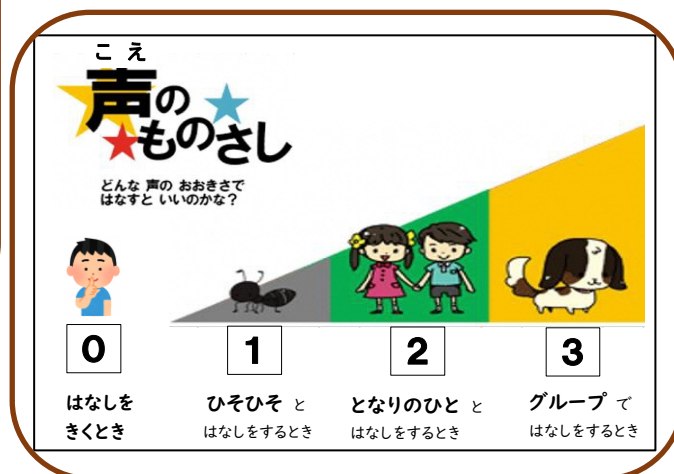 こえ
声の
ものさし
どんな 声の おおきさで
はなすと いいのかな？
0
1
2
3
はなしを
きくとき
ひそひそ と
はなしをするとき
となりのひと と
はなしをするとき
グループ で
はなしをするとき